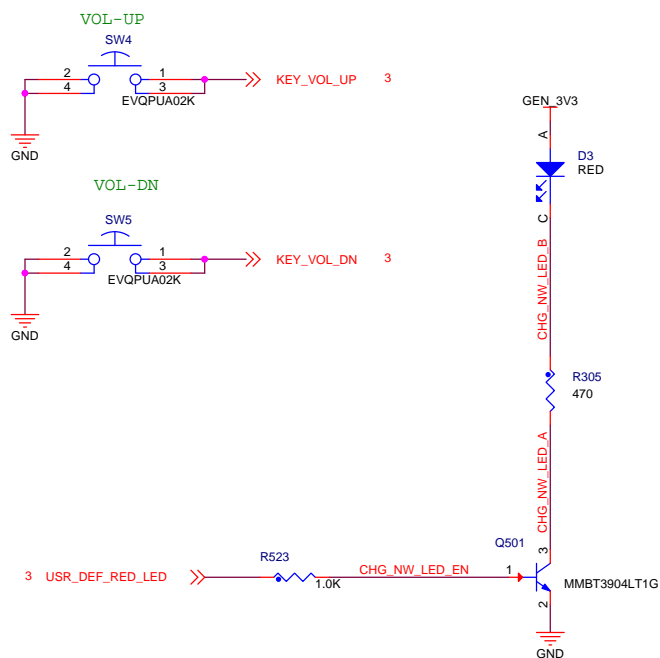 VOL-UP
SW4
2 1
4 3
EVQPUA02K
KEY_VOL_UP 3
GND
VOL-DN
SW5
2 1
4 3
EVQPUA02K
KEY_VOL_DN 3
GND
GEN_3V3
A
D3
RED
C
CHG_NW_LED_B
R305
470
CHG_NW_LED_A
3
Q501
3 USR_DEF_RED_LED
R523
1.0K
CHG_NW_LED_EN
1
MMBT3904LT1G
2
GND